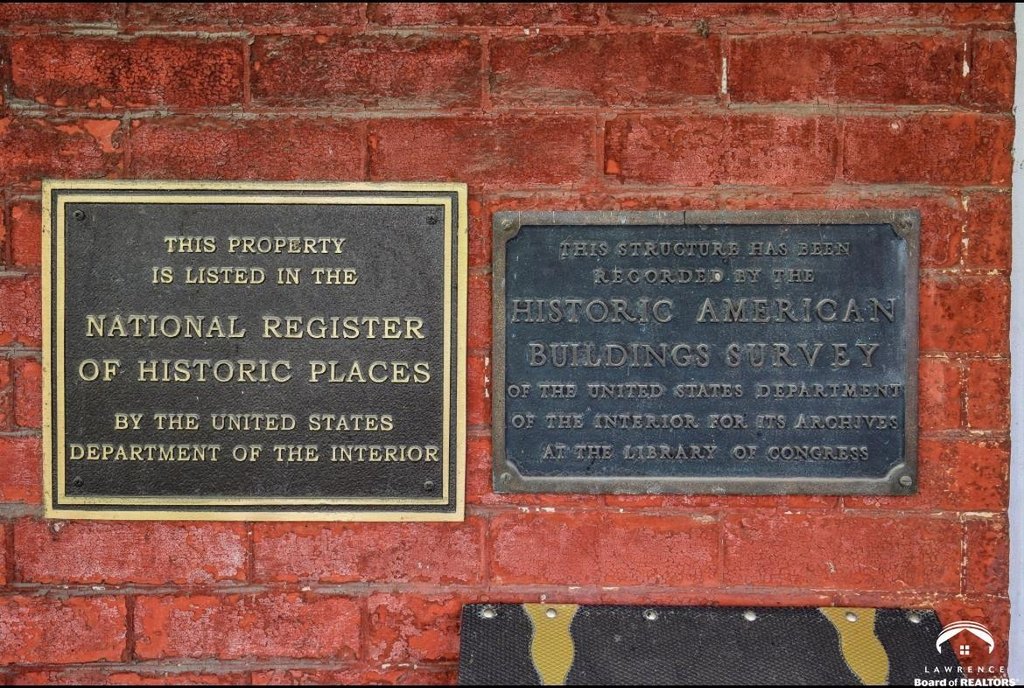 THIS PROPERTY
IS LISTED IN THE
NATIONAL REGISTER
OF HISTORIC PLACES
BY THE UNITED STATES
DEPARTMENT OF THE INTERIOR
THIS STRUCTURE HAS BEEN
RECORDED BY THE
HISTORIC AMERICAN
BUILDINGS SURVEY
OF THE UNITED STATES DEPARTMENT
OF THE INTERIOR FOR ITS ARCHIVES
AT THE LIBRARY OF CONGRESS
LAWRENCE
Board of REALTORS®